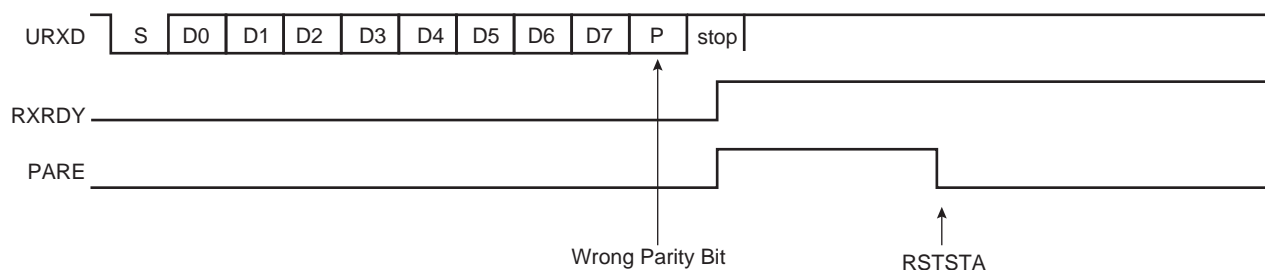 URXD S D0 D1 D2 D3 D4 D5 D6 D7 P stop
RXRDY
PARE
Wrong Parity Bit RSTSTA